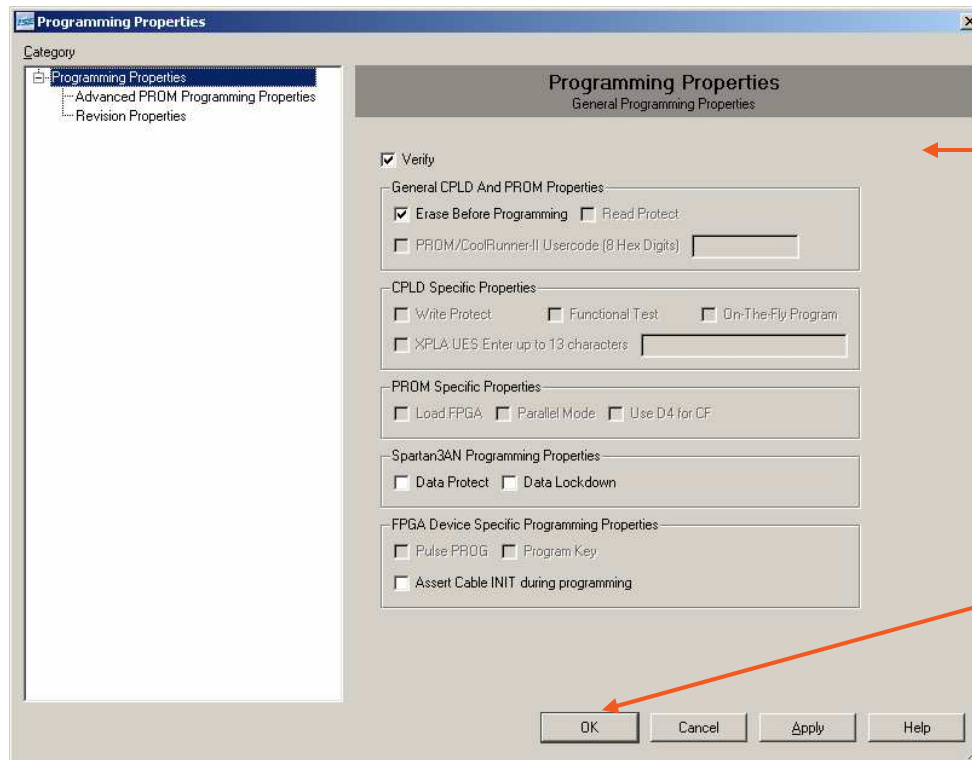 ISE Programming Properties
Category
Programming Properties
Advanced PROM Programming Properties
Revision Properties
Programming Properties
General Programming Properties
Verify
General CPLD And PROM Properties
Erase Before Programming Read Protect
PROM/CoolRunner-II Usercode (8 Hex Digits)
CPLD Specific Properties
Write Protect Functional Test On-The-Fly Program
XPLA UES Enter up to 13 characters
PROM Specific Properties
Load FPGA Parallel Mode Use D4 for CF
Spartan3AN Programming Properties
Data Protect Data Lockdown
FPGA Device Specific Programming Properties
Pulse PROG Program Key
Assert Cable INIT during programming
OK Cancel Apply Help